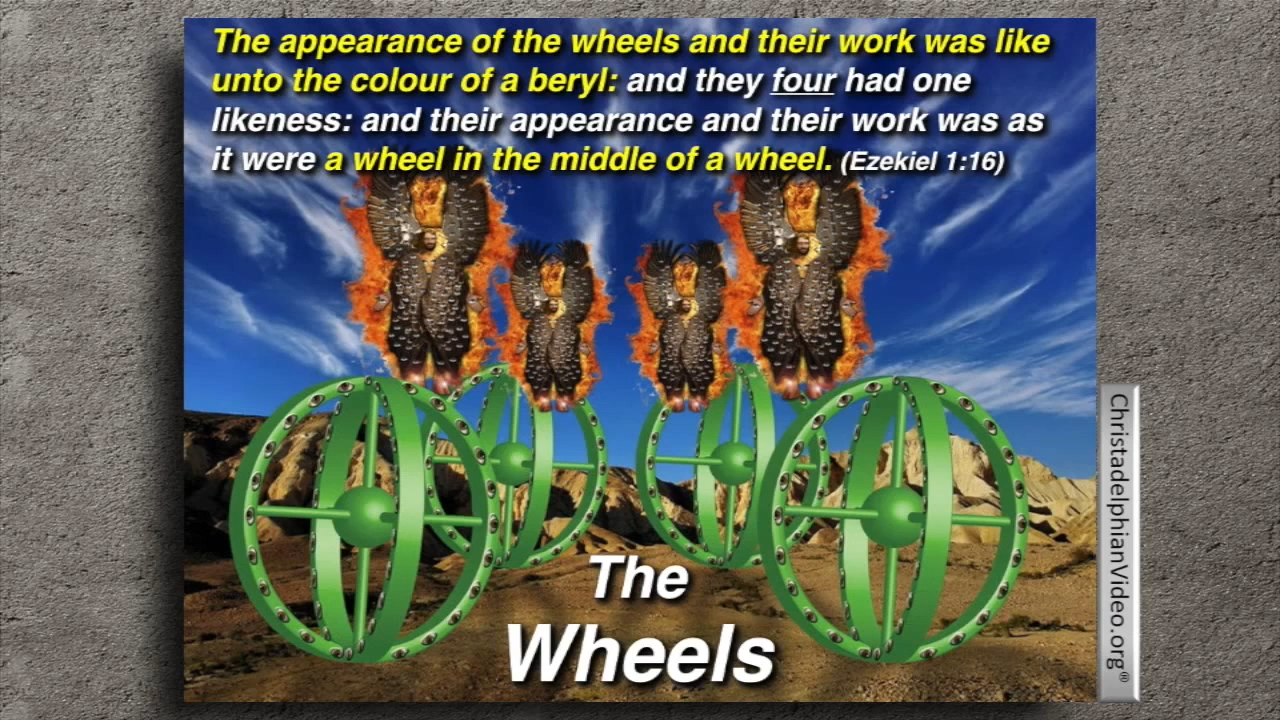 The appearance of the wheels and their work was like
unto the colour of a beryl: and they four had one
likeness: and their appearance and their work was as
it were a wheel in the middle of a wheel. (Ezekiel 1:16)
The
Wheels
ChristadelphianVideo.org®